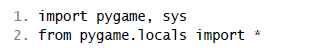 1. import pygame, sys
2. from pygame.locals import *